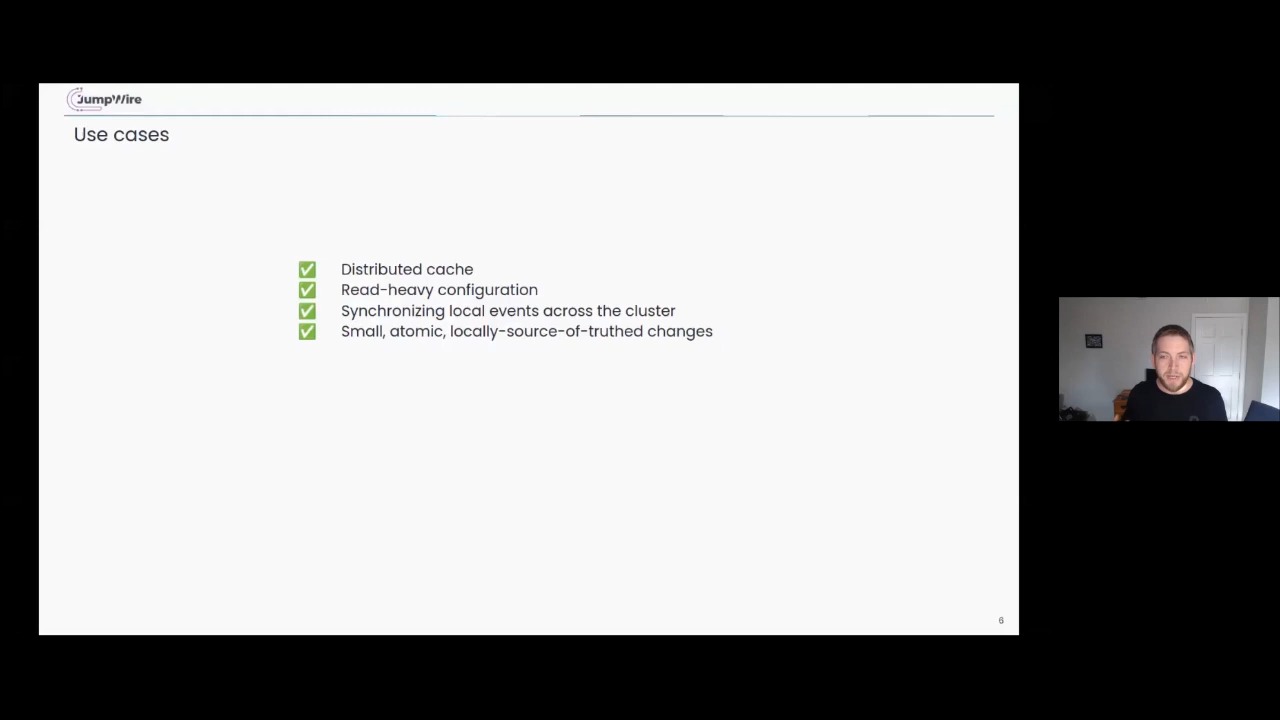 JumpWire
Use cases
✅ Distributed cache
✅ Read-heavy configuration
✅ Synchronizing local events across the cluster
✅ Small, atomic, locally-source-of-truthed changes
6